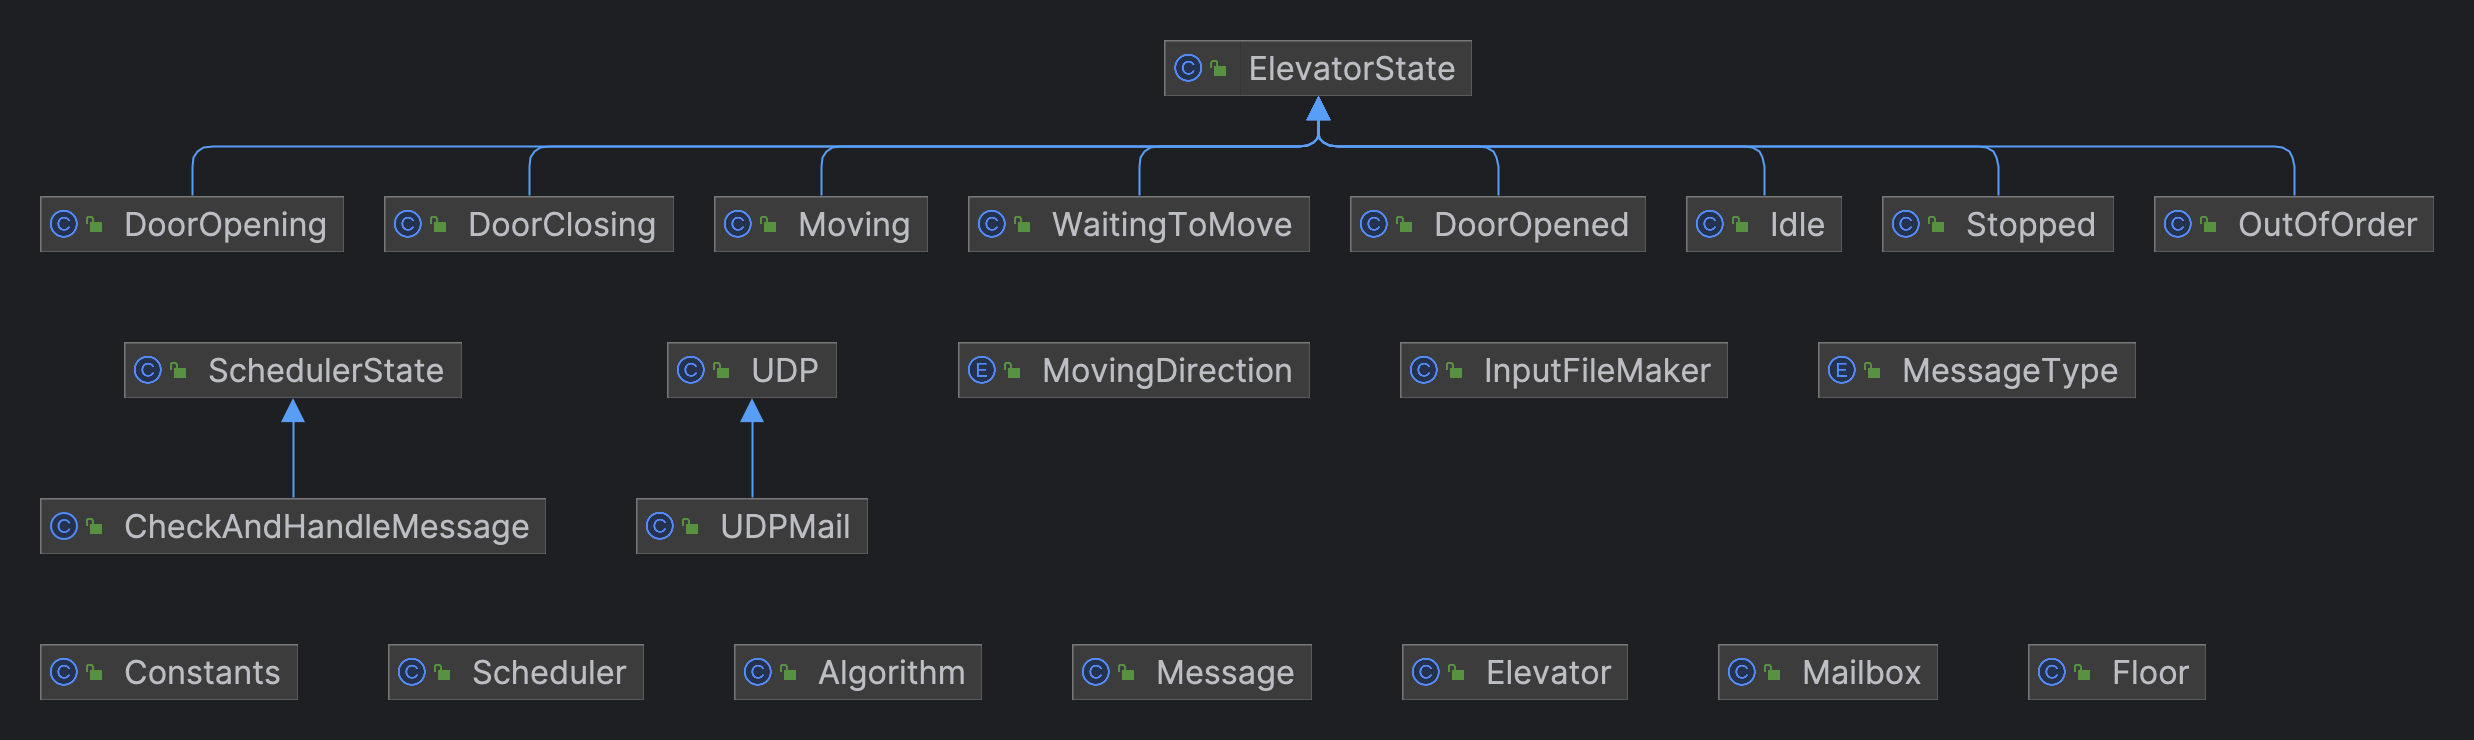 C ElevatorState
C DoorOpening C DoorClosing C Moving C WaitingToMove C DoorOpened C Idle C Stopped C OutOfOrder
C SchedulerState C UDP E MovingDirection C InputFileMaker E MessageType
C CheckAndHandleMessage C UDPMail
C Constants C Scheduler C Algorithm C Message C Elevator C Mailbox C Floor